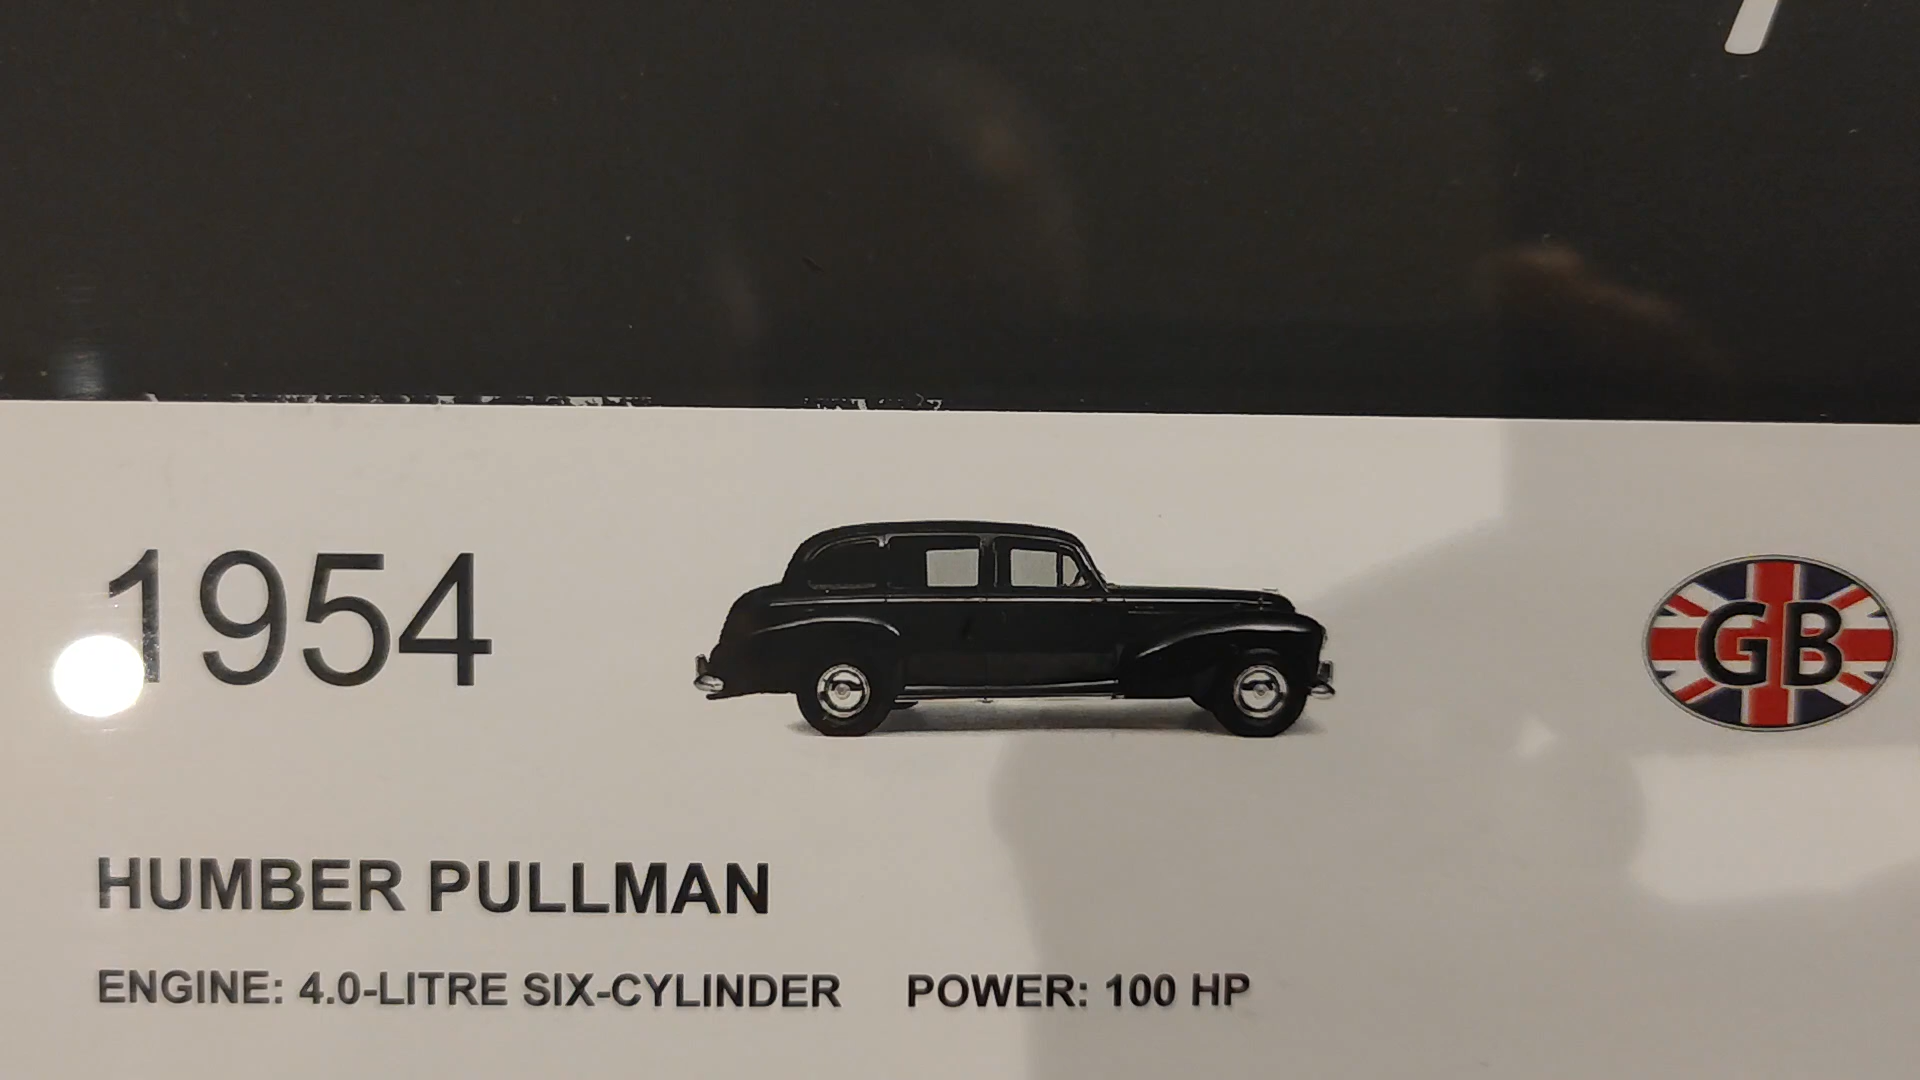 1954
GB
HUMBER PULLMAN
ENGINE: 4.0-LITRE SIX-CYLINDER POWER: 100 HP